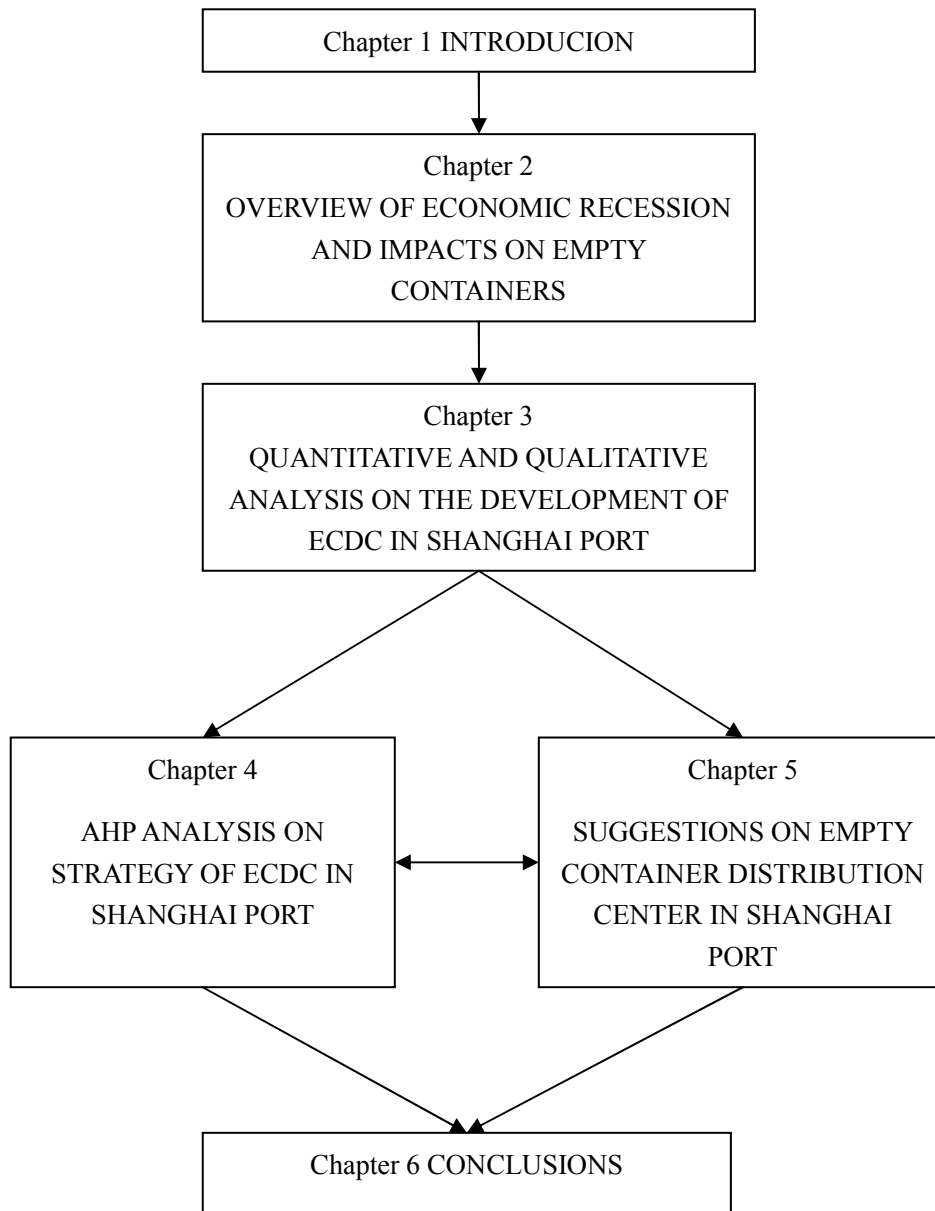 Chapter 1 INTRODUCION
Chapter 2
OVERVIEW OF ECONOMIC RECESSION
AND IMPACTS ON EMPTY
CONTAINERS
Chapter 3
QUANTITATIVE AND QUALITATIVE
ANALYSIS ON THE DEVELOPMENT OF
ECDC IN SHANGHAI PORT
Chapter 4
AHP ANALYSIS ON
STRATEGY OF ECDC IN
SHANGHAI PORT
Chapter 5
SUGGESTIONS ON EMPTY
CONTAINER DISTRIBUTION
CENTER IN SHANGHAI
PORT
Chapter 6 CONCLUSIONS